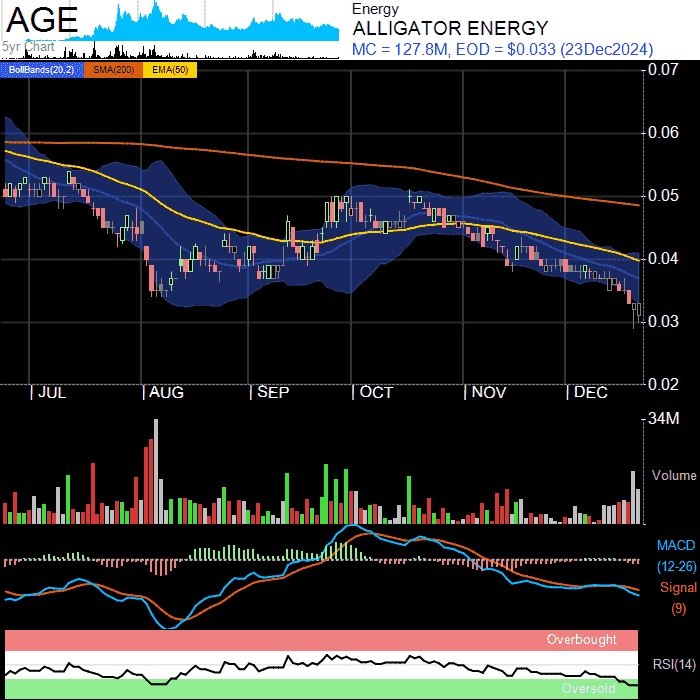 AGE
5yr Chart
Energy
ALLIGATOR ENERGY
MC = 127.8M, EOD = $0.033 (23Dec2024)
BollBands(20,2) SMA(200) EMA(50)
0.07
0.06
0.05
0.04
0.03
0.02
JUL AUG SEP OCT NOV DEC
34M
Volume
MACD
(12-26)
Signal
(9)
Overbought
RSI(14)
Oversold